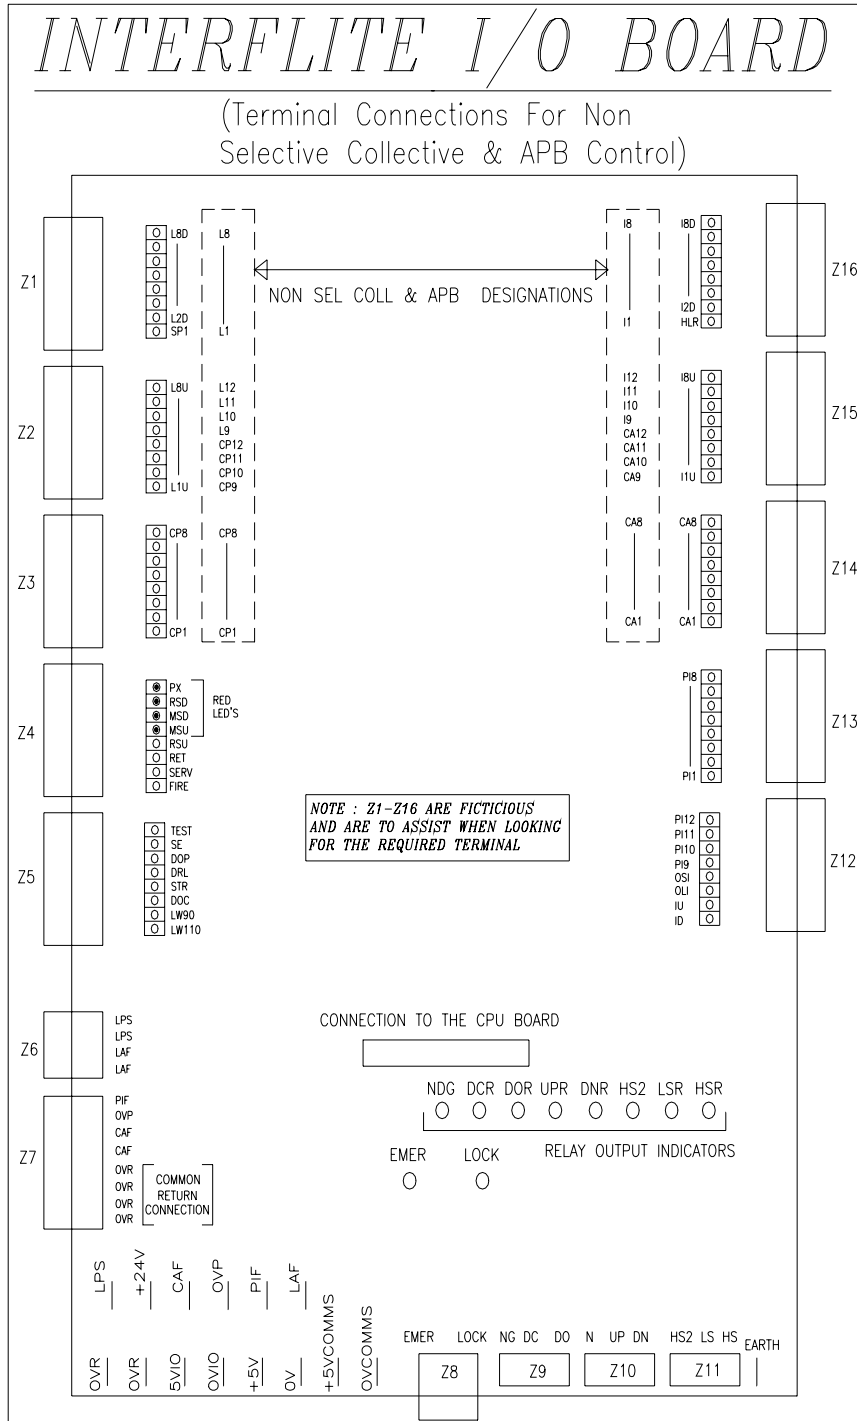 INTERFLITE I/O BOARD
(Terminal Connections For Non
Selective Collective & APB Control)
Z1
L8D
L2D
SP1
L8
L1
NON SEL COLL & APB DESIGNATIONS
I8
I1
I8D
I2D
HLR
Z16
Z2
L8U
L1U
L12
L11
L10
L9
CP12
CP11
CP10
CP9
I12
I11
I10
I9
CA12
CA11
CA10
CA9
I8U
I1U
Z15
Z3
CP8
CP1
CP8
CP1
CA8
CA1
CA8
CA1
Z14
Z4
PX
RSD
MSD
MSU
RSU
RET
SERV
FIRE
RED
LED'S
PI8
PI1
Z13
NOTE : Z1-Z16 ARE FICTICIOUS
AND ARE TO ASSIST WHEN LOOKING
FOR THE REQUIRED TERMINAL
Z5
TEST
SE
DOP
DRL
STR
DOC
LW90
LW110
PI12
PI11
PI10
PI9
OSI
OLI
IU
ID
Z12
Z6
LPS
LPS
LAF
LAF
CONNECTION TO THE CPU BOARD
NDG DCR DOR UPR DNR HS2 LSR HSR
RELAY OUTPUT INDICATORS
EMER LOCK
Z7
PIF
OVP
CAF
CAF
OVR
OVR
OVR
OVR
COMMON
RETURN
CONNECTION
LPS
+24V
CAF
OVP
PIF
LAF
OVR
OVR
5VIO
OVIO
+5V
OV
+5VCOMMS
OVCOMMS
EMER LOCK NG DC DO N UP DN HS2 LS HS EARTH
Z8 Z9 Z10 Z11